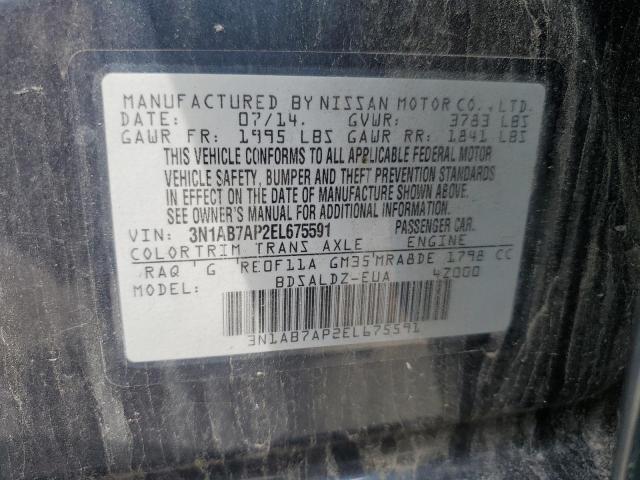 MANUFACTURED BY NISSAN MOTOR CO.,LTD.
DATE: 07/14. GVWR: 3783 LBS
GAWR FR: 1995 LBS GAWR RR: 1841 LBS
THIS VEHICLE CONFORMS TO ALL APPLICABLE FEDERAL MOTOR
VEHICLE SAFETY, BUMPER AND THEFT PREVENTION STANDARDS
IN EFFECT ON THE DATE OF MANUFACTURE SHOWN ABOVE.
SEE OWNER'S MANUAL FOR ADDITIONAL INFORMATION.
VIN: 3N1AB7AP2EL675591 PASSENGER CAR.
COLOR TRIM TRANS AXLE ENGINE
RAQ ' G 'RE0F11A GM35'MRA8DE 1798 CC
MODEL: BDSALDZ-EUA 4Z000
3N1AB7AP2EL675591